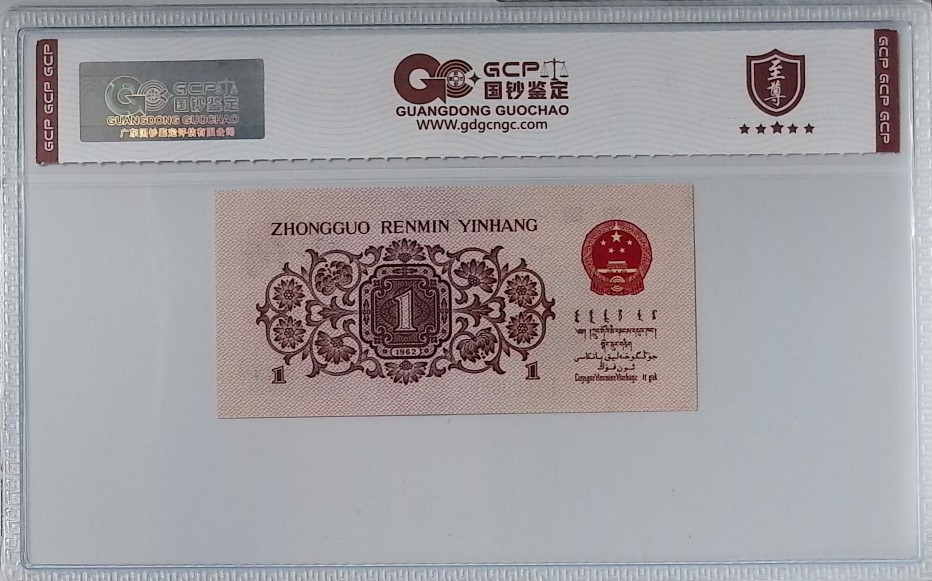 GCP GCP GCP
GCP
国钞鉴定
GUANGDONG GUOCHAO
广东国钞鉴定评估有限公司
GCP
国钞鉴定
GUANGDONG GUOCHAO
WWW.gdgcngc.com
至尊
GCP GCP GCP
ZHONGGUO RENMIN YINHANG
1
1962
1
1